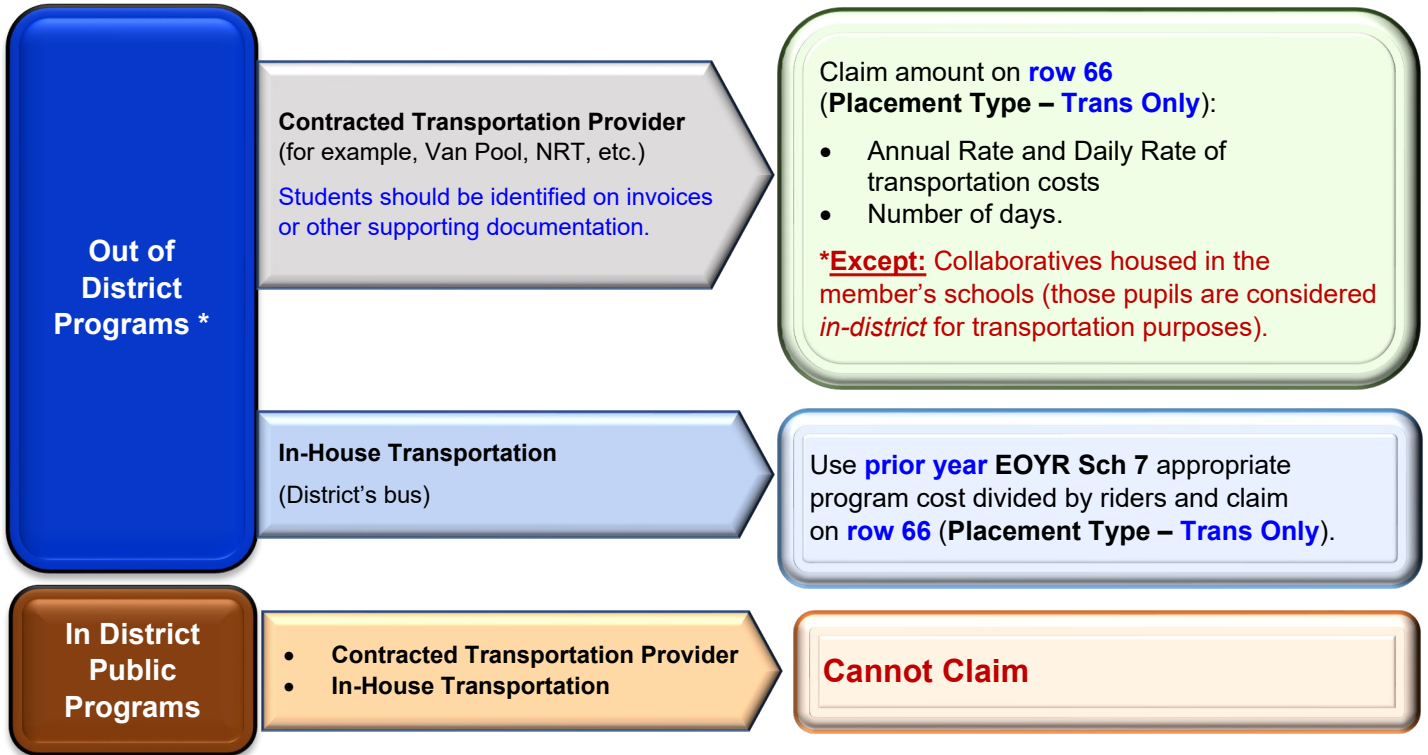 Out of
District
Programs *
Contracted Transportation Provider
(for example, Van Pool, NRT, etc.)
Students should be identified on invoices
or other supporting documentation.
Claim amount on row 66
(Placement Type – Trans Only):
• Annual Rate and Daily Rate of
transportation costs
• Number of days.
*Except: Collaboratives housed in the
member’s schools (those pupils are considered
in-district for transportation purposes).
In-House Transportation
(District’s bus)
Use prior year EOYR Sch 7 appropriate
program cost divided by riders and claim
on row 66 (Placement Type – Trans Only).
In District
Public
Programs
• Contracted Transportation Provider
• In-House Transportation
Cannot Claim